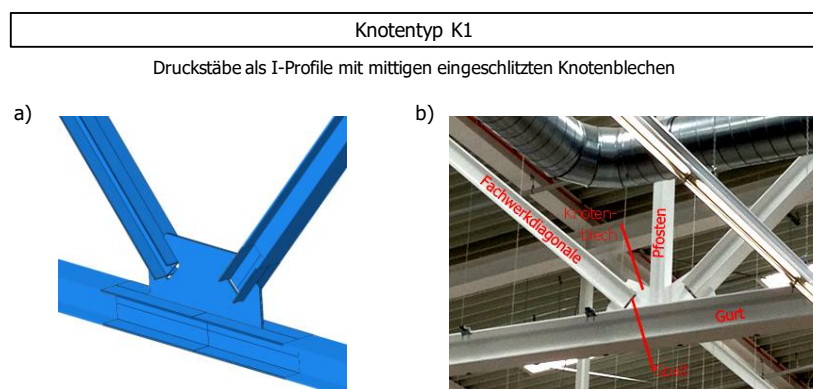 Knotentyp K1
Druckstäbe als I-Profile mit mittigen eingeschlitzten Knotenblechen
a)
b)
Fachwerkdiagonale
Knoten-
blech
Pfosten
Gurt